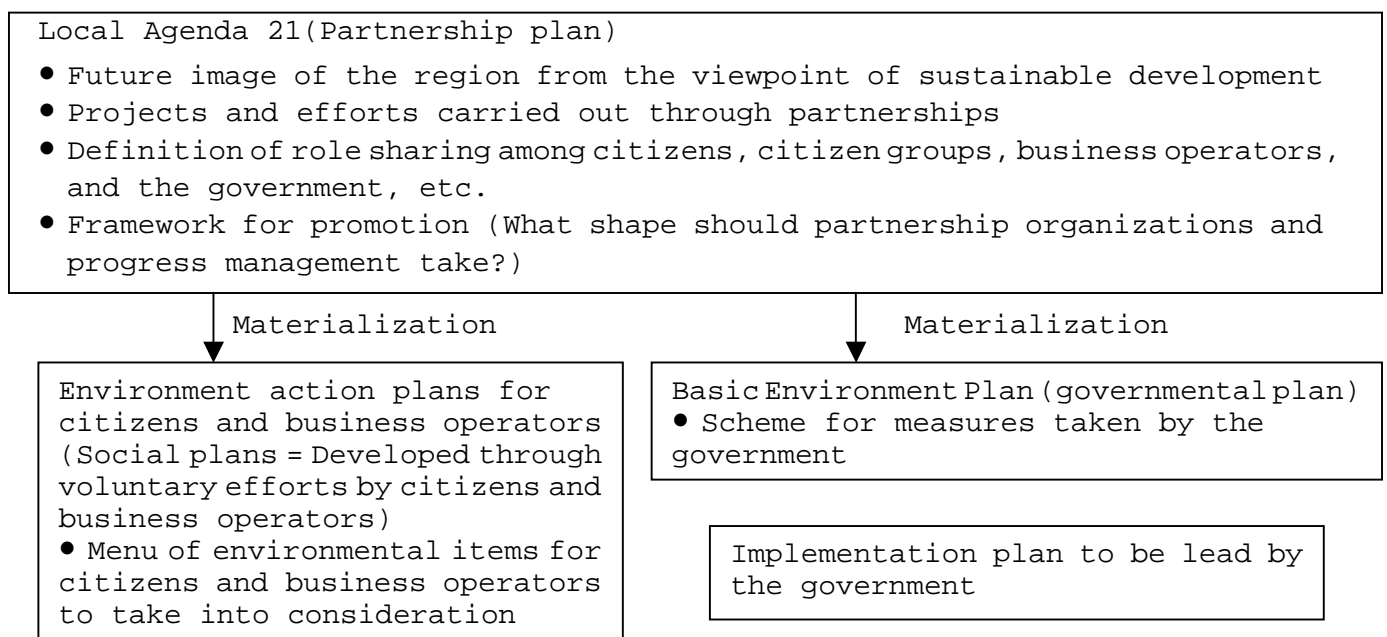 Local Agenda 21(Partnership plan)
● Future image of the region from the viewpoint of sustainable development
● Projects and efforts carried out through partnerships
● Definition of role sharing among citizens, citizen groups, business operators,
and the government, etc.
● Framework for promotion (What shape should partnership organizations and
progress management take?)
Materialization
Materialization
Environment action plans for
citizens and business operators
(Social plans = Developed through
voluntary efforts by citizens and
business operators)
● Menu of environmental items for
citizens and business operators
to take into consideration
Basic Environment Plan (governmental plan)
● Scheme for measures taken by the
government
Implementation plan to be lead by
the government